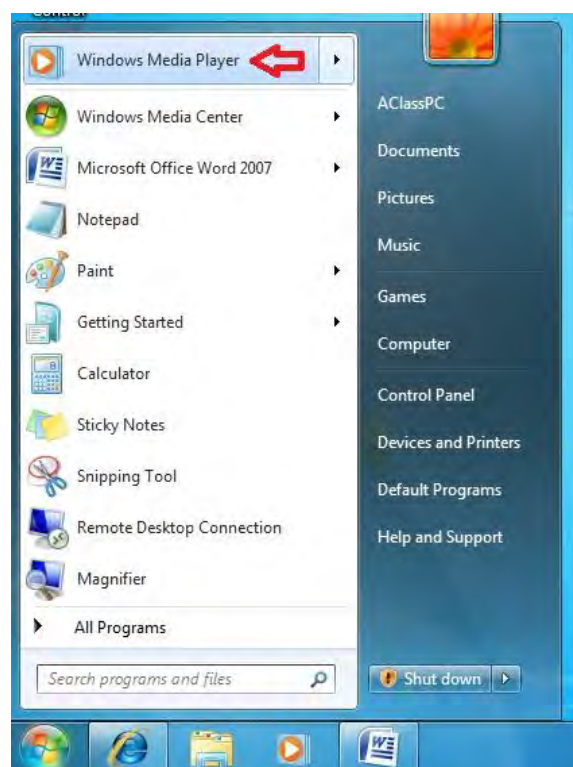 Control
Windows Media Player
Windows Media Center
Microsoft Office Word 2007
Notepad
Paint
Getting Started
Calculator
Sticky Notes
Snipping Tool
Remote Desktop Connection
Magnifier
All Programs
Search programs and files
AClassPC
Documents
Pictures
Music
Games
Computer
Control Panel
Devices and Printers
Default Programs
Help and Support
Shut down